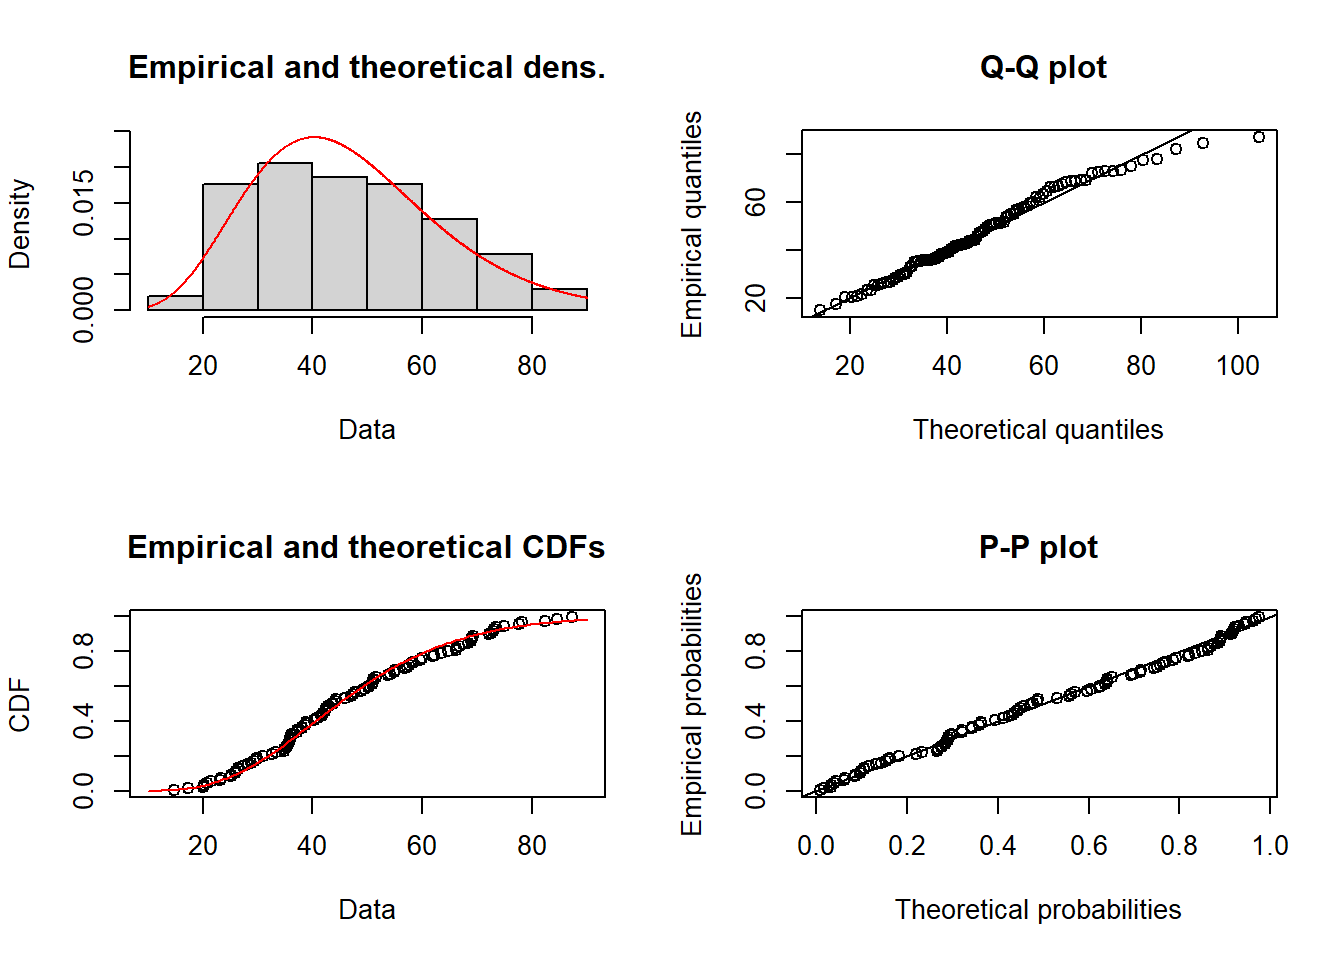 Empirical and theoretical dens.
Density
0.000
0.015
20 40 60 80
Data
Q-Q plot
Empirical quantiles
20
60
20 40 60 80 100
Theoretical quantiles
Empirical and theoretical CDFs
CDF
0.0
0.4
0.8
20 40 60 80
Data
P-P plot
Empirical probabilities
0.0
0.4
0.8
0.0 0.2 0.4 0.6 0.8 1.0
Theoretical probabilities